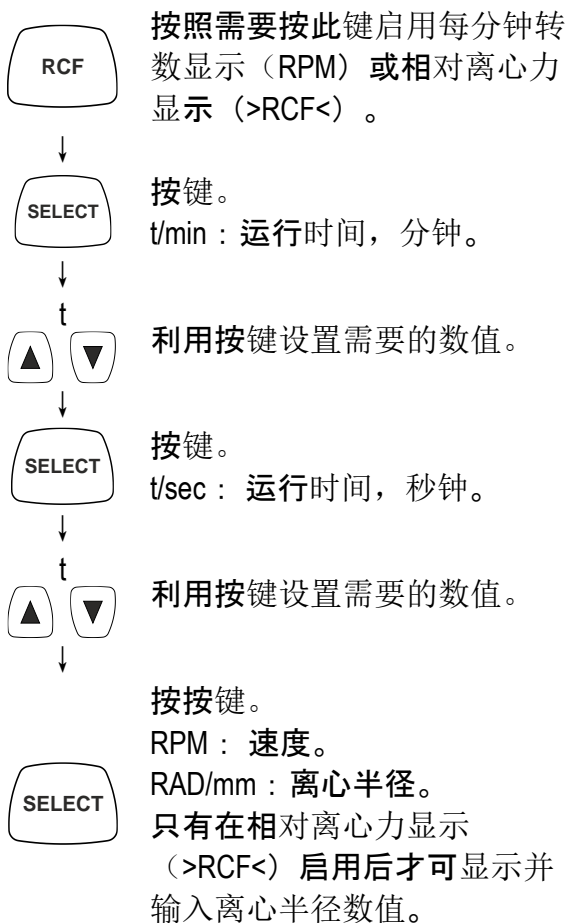 RCF
按照需要按此键启用每分钟转
数显示（RPM）或相对离心力
显示（>RCF<）。
SELECT
按键。
t/min：运行时间，分钟。
t
利用按键设置需要的数值。
SELECT
按键。
t/sec： 运行时间，秒钟。
t
利用按键设置需要的数值。
SELECT
按按键。
RPM： 速度。
RAD/mm：离心半径。
只有在相对离心力显示
（>RCF<）启用后才可显示并
输入离心半径数值。